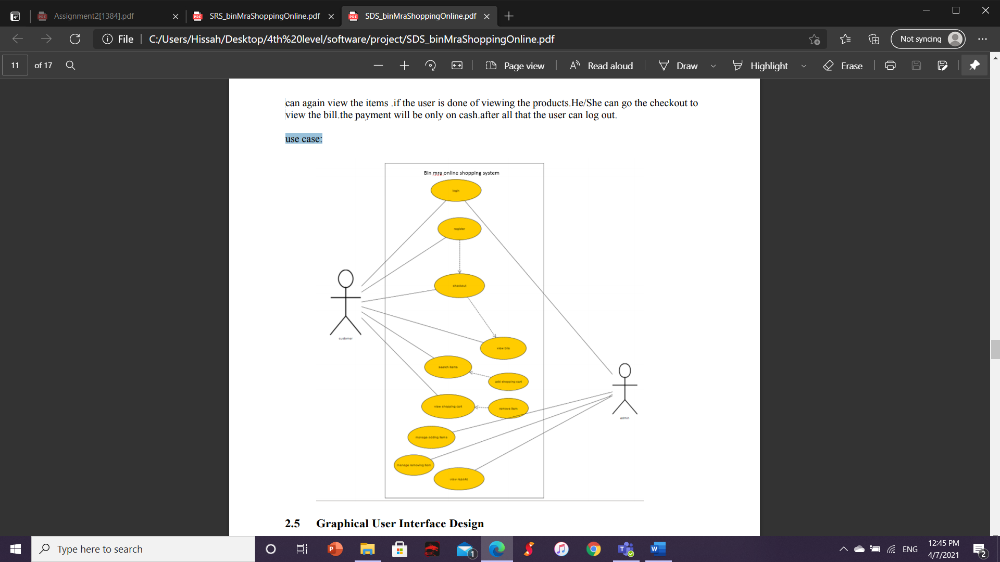 Assignment2[1384].pdf
SRS_binMraShoppingOnline.pdf
SDS_binMraShoppingOnline.pdf
File
C:/Users/Hissah/Desktop/4th%20level/software/project/SDS_binMraShoppingOnline.pdf
Not syncing
11 of 17
Page view
Read aloud
Draw
Highlight
Erase
can again view the items .if the user is done of viewing the products.He/She can go the checkout to
view the bill.the payment will be only on cash.after all that the user can log out.
use case:
Bin mra online shopping system
login
register
checkout
customer
view bill
search items
add shopping cart
view shopping cart
remove item
admin
manage adding items
manage removing item
view reports
2.5 Graphical User Interface Design
Type here to search
1
ENG
12:45 PM
4/7/2021
2